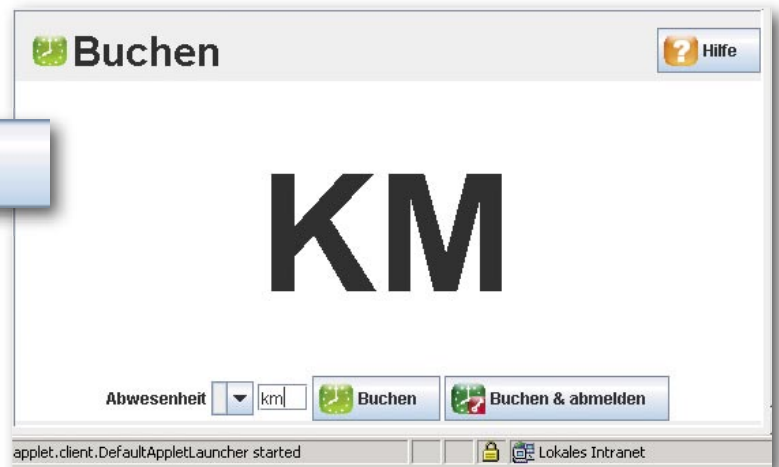 Buchen
Hilfe
KM
Abwesenheit km Buchen Buchen & abmelden
applet.client.DefaultAppletLauncher started Lokales Intranet